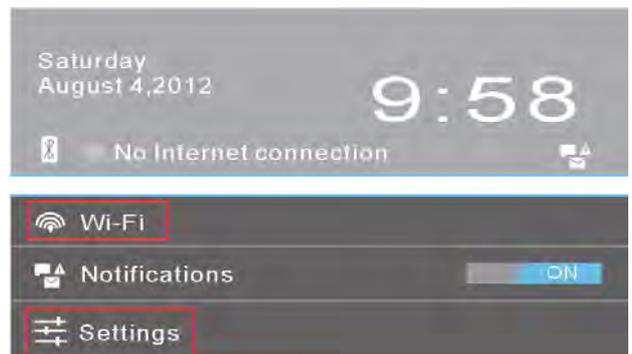 Saturday
August 4,2012
9:58
No Internet connection
Wi-Fi
Notifications ON
Settings